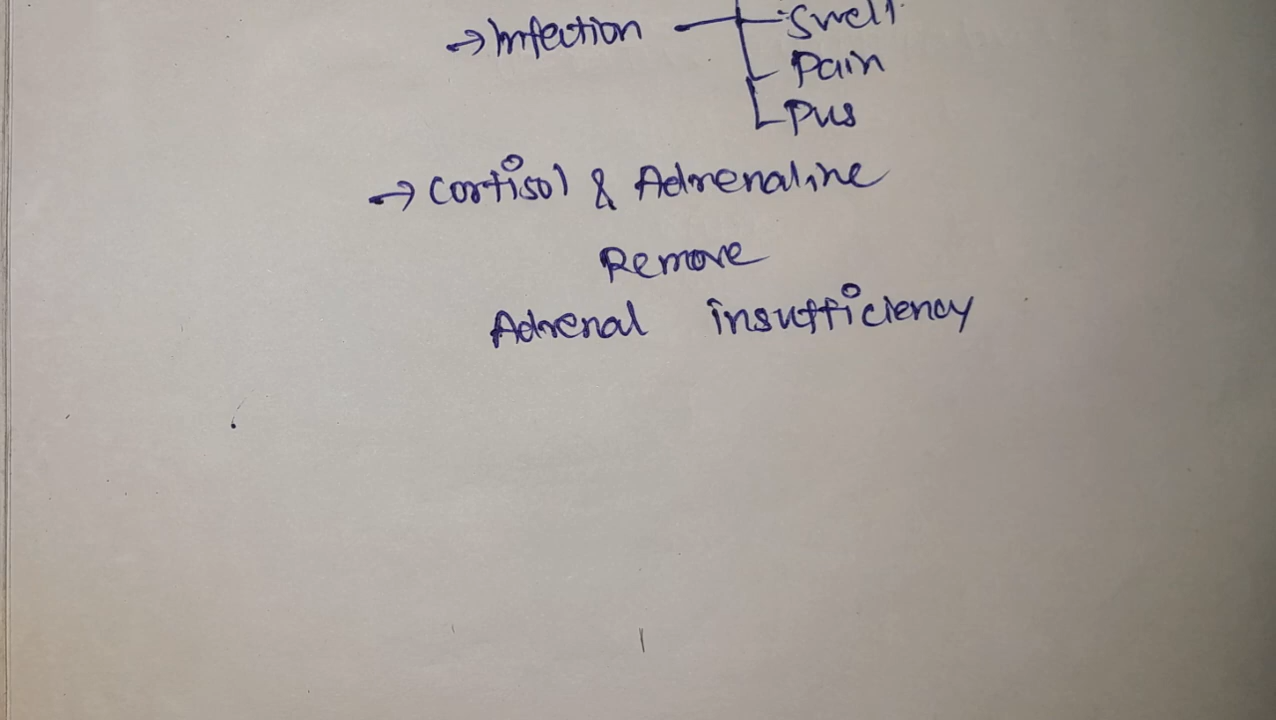 → Infection — Swell
Pain
Pus
→ Cortisol & Adrenaline
Remove
Adrenal insufficiency